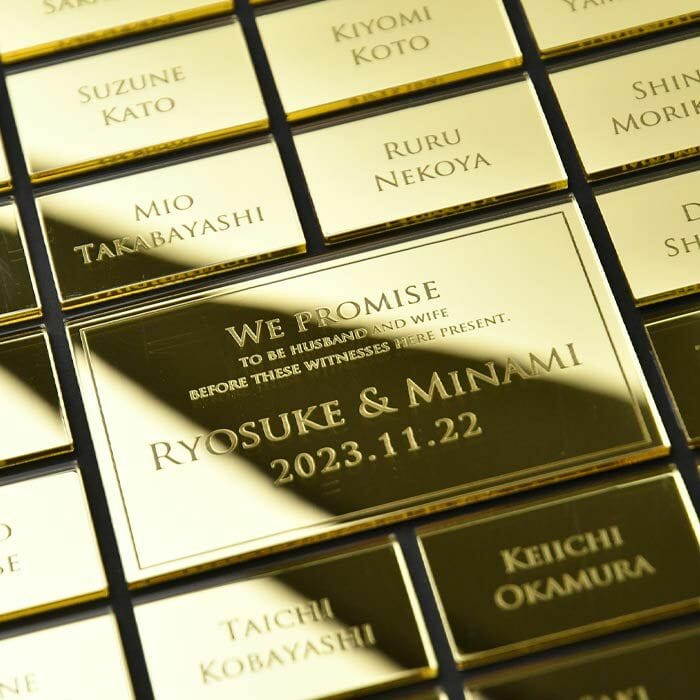 SUZUNE
KATO
KIYOMI
KOTO
MIO
TAKABAYASHI
RURU
NEKOYA
WE PROMISE
TO BE HUSBAND AND WIFE
BEFORE THESE WITNESSES HERE PRESENT.
RYOSUKE & MINAMI
2023.11.22
KEIICHI
OKAMURA
TAICHI
KOBAYASHI